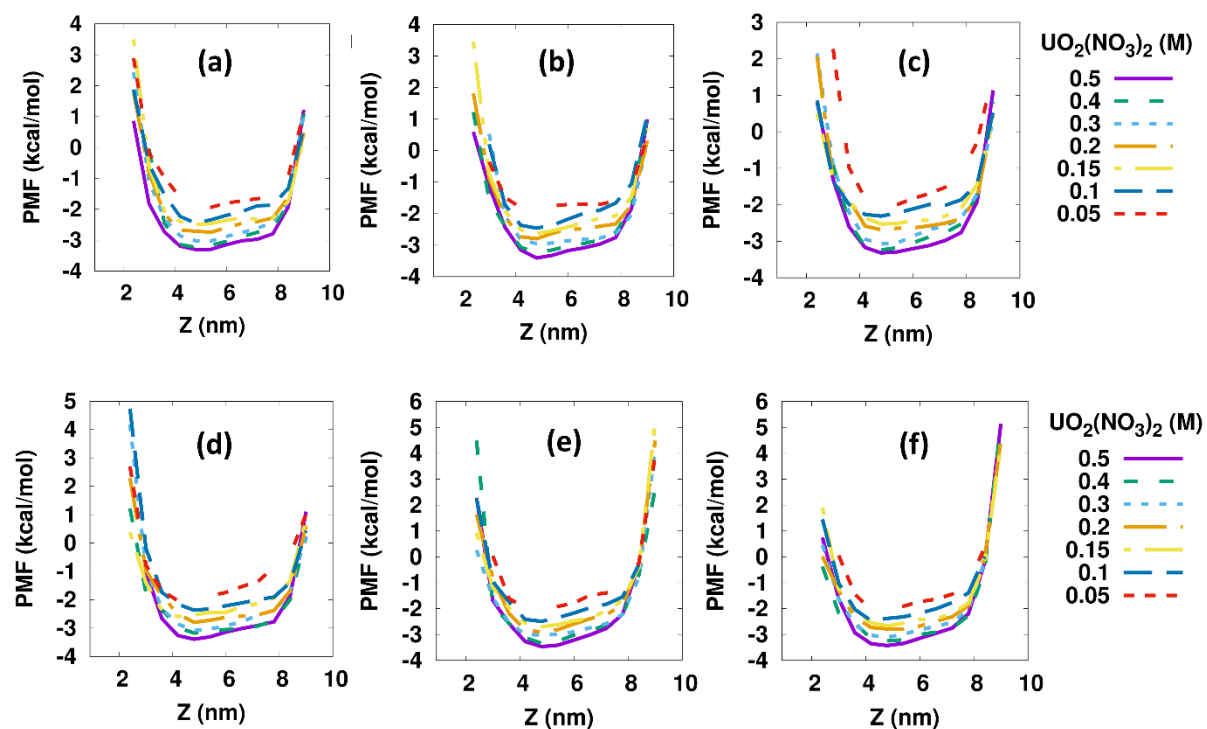 (a)
PMF (kcal/mol)
4
3
2
1
0
-1
-2
-3
-4
2 4 6 8 10
Z (nm)
(b)
PMF (kcal/mol)
4
3
2
1
0
-1
-2
-3
-4
2 4 6 8 10
Z (nm)
(c)
PMF (kcal/mol)
3
2
1
0
-1
-2
-3
-4
2 4 6 8 10
Z (nm)
UO₂(NO₃)₂ (M)
0.5
0.4
0.3
0.2
0.15
0.1
0.05
(d)
PMF (kcal/mol)
5
4
3
2
1
0
-1
-2
-3
-4
2 4 6 8 10
Z (nm)
(e)
PMF (kcal/mol)
6
5
4
3
2
1
0
-1
-2
-3
-4
2 4 6 8 10
Z (nm)
(f)
PMF (kcal/mol)
6
5
4
3
2
1
0
-1
-2
-3
-4
2 4 6 8 10
Z (nm)
UO₂(NO₃)₂ (M)
0.5
0.4
0.3
0.2
0.15
0.1
0.05